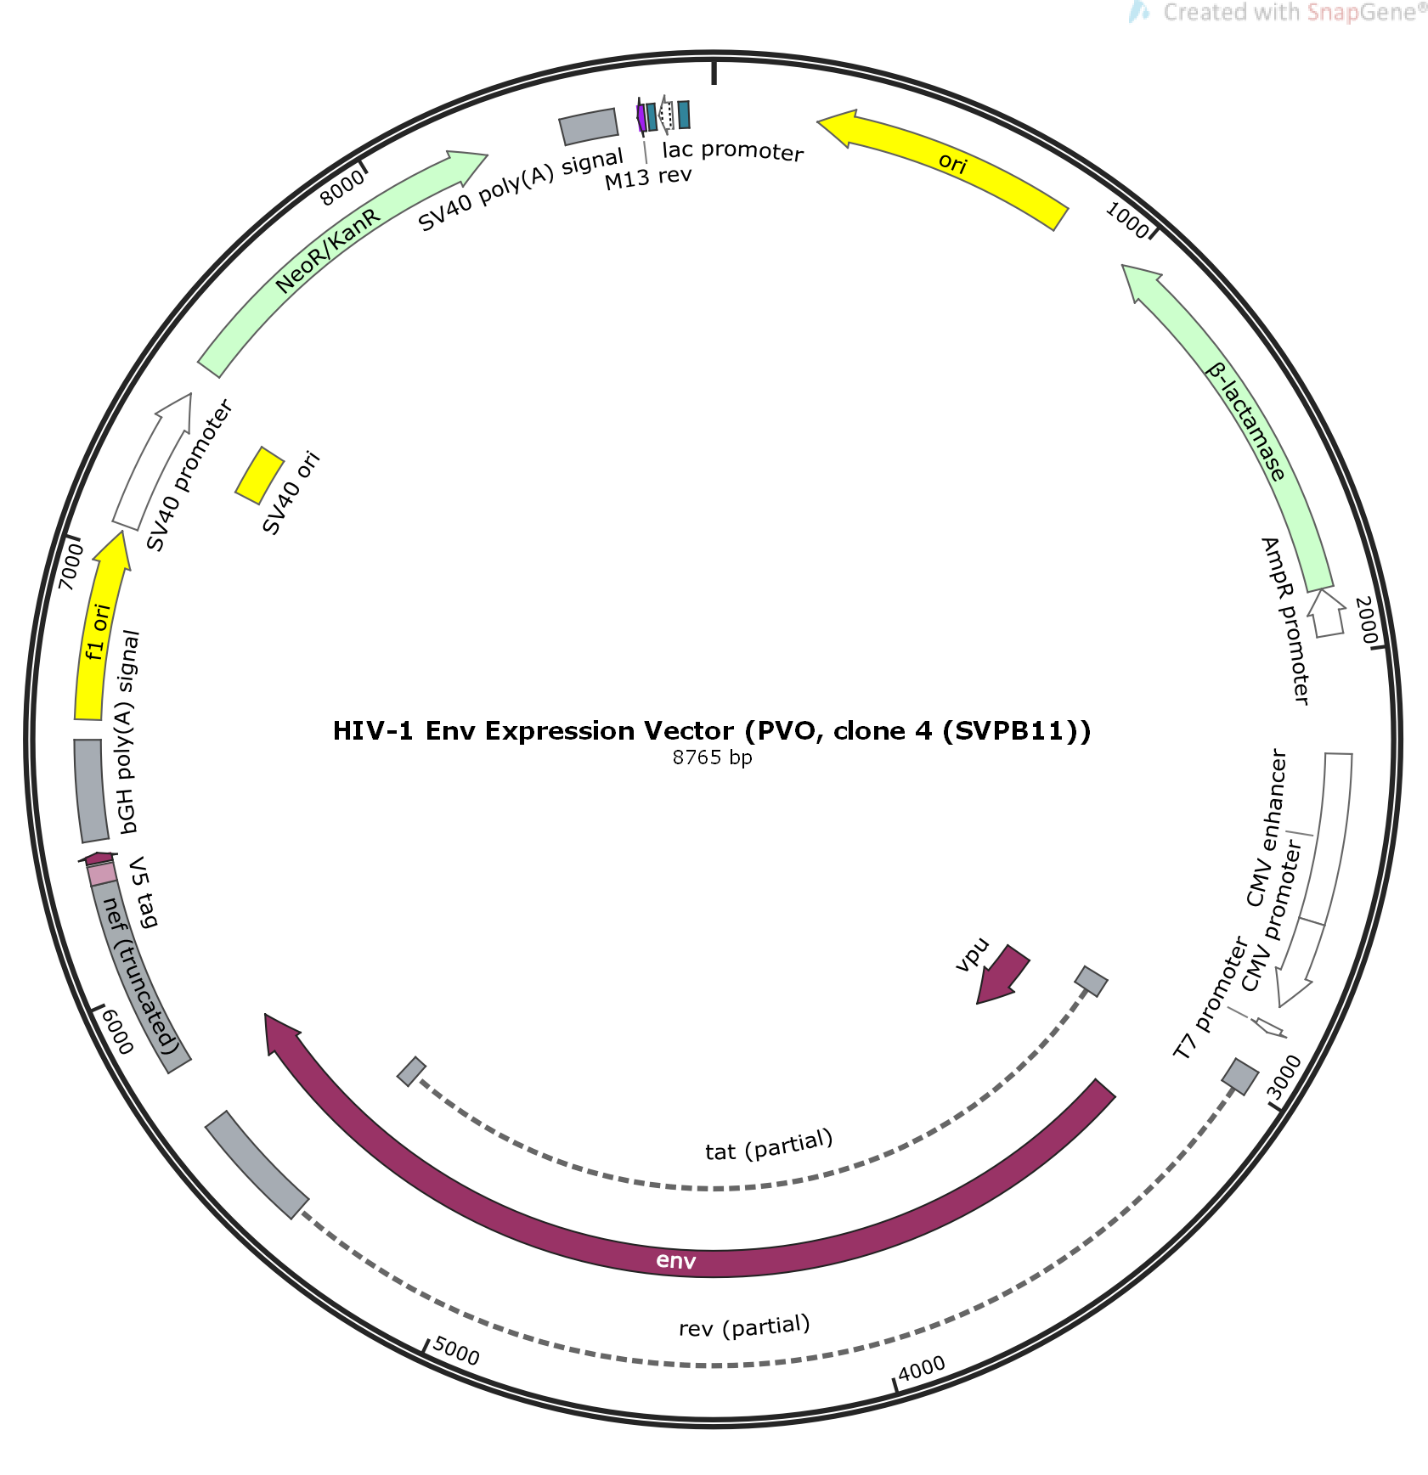 Created with SnapGene®
ori
1000
β-lactamase
AmpR promoter
2000
CMV enhancer
CMV promoter
T7 promoter
3000
vpu
tat (partial)
env
rev (partial)
4000
5000
6000
nef (truncated)
V5 tag
bGH poly(A) signal
f1 ori
7000
SV40 promoter
SV40 ori
NeoR/KanR
8000
SV40 poly(A) signal
M13 rev
lac promoter
HIV-1 Env Expression Vector (PVO, clone 4 (SVPB11))
8765 bp